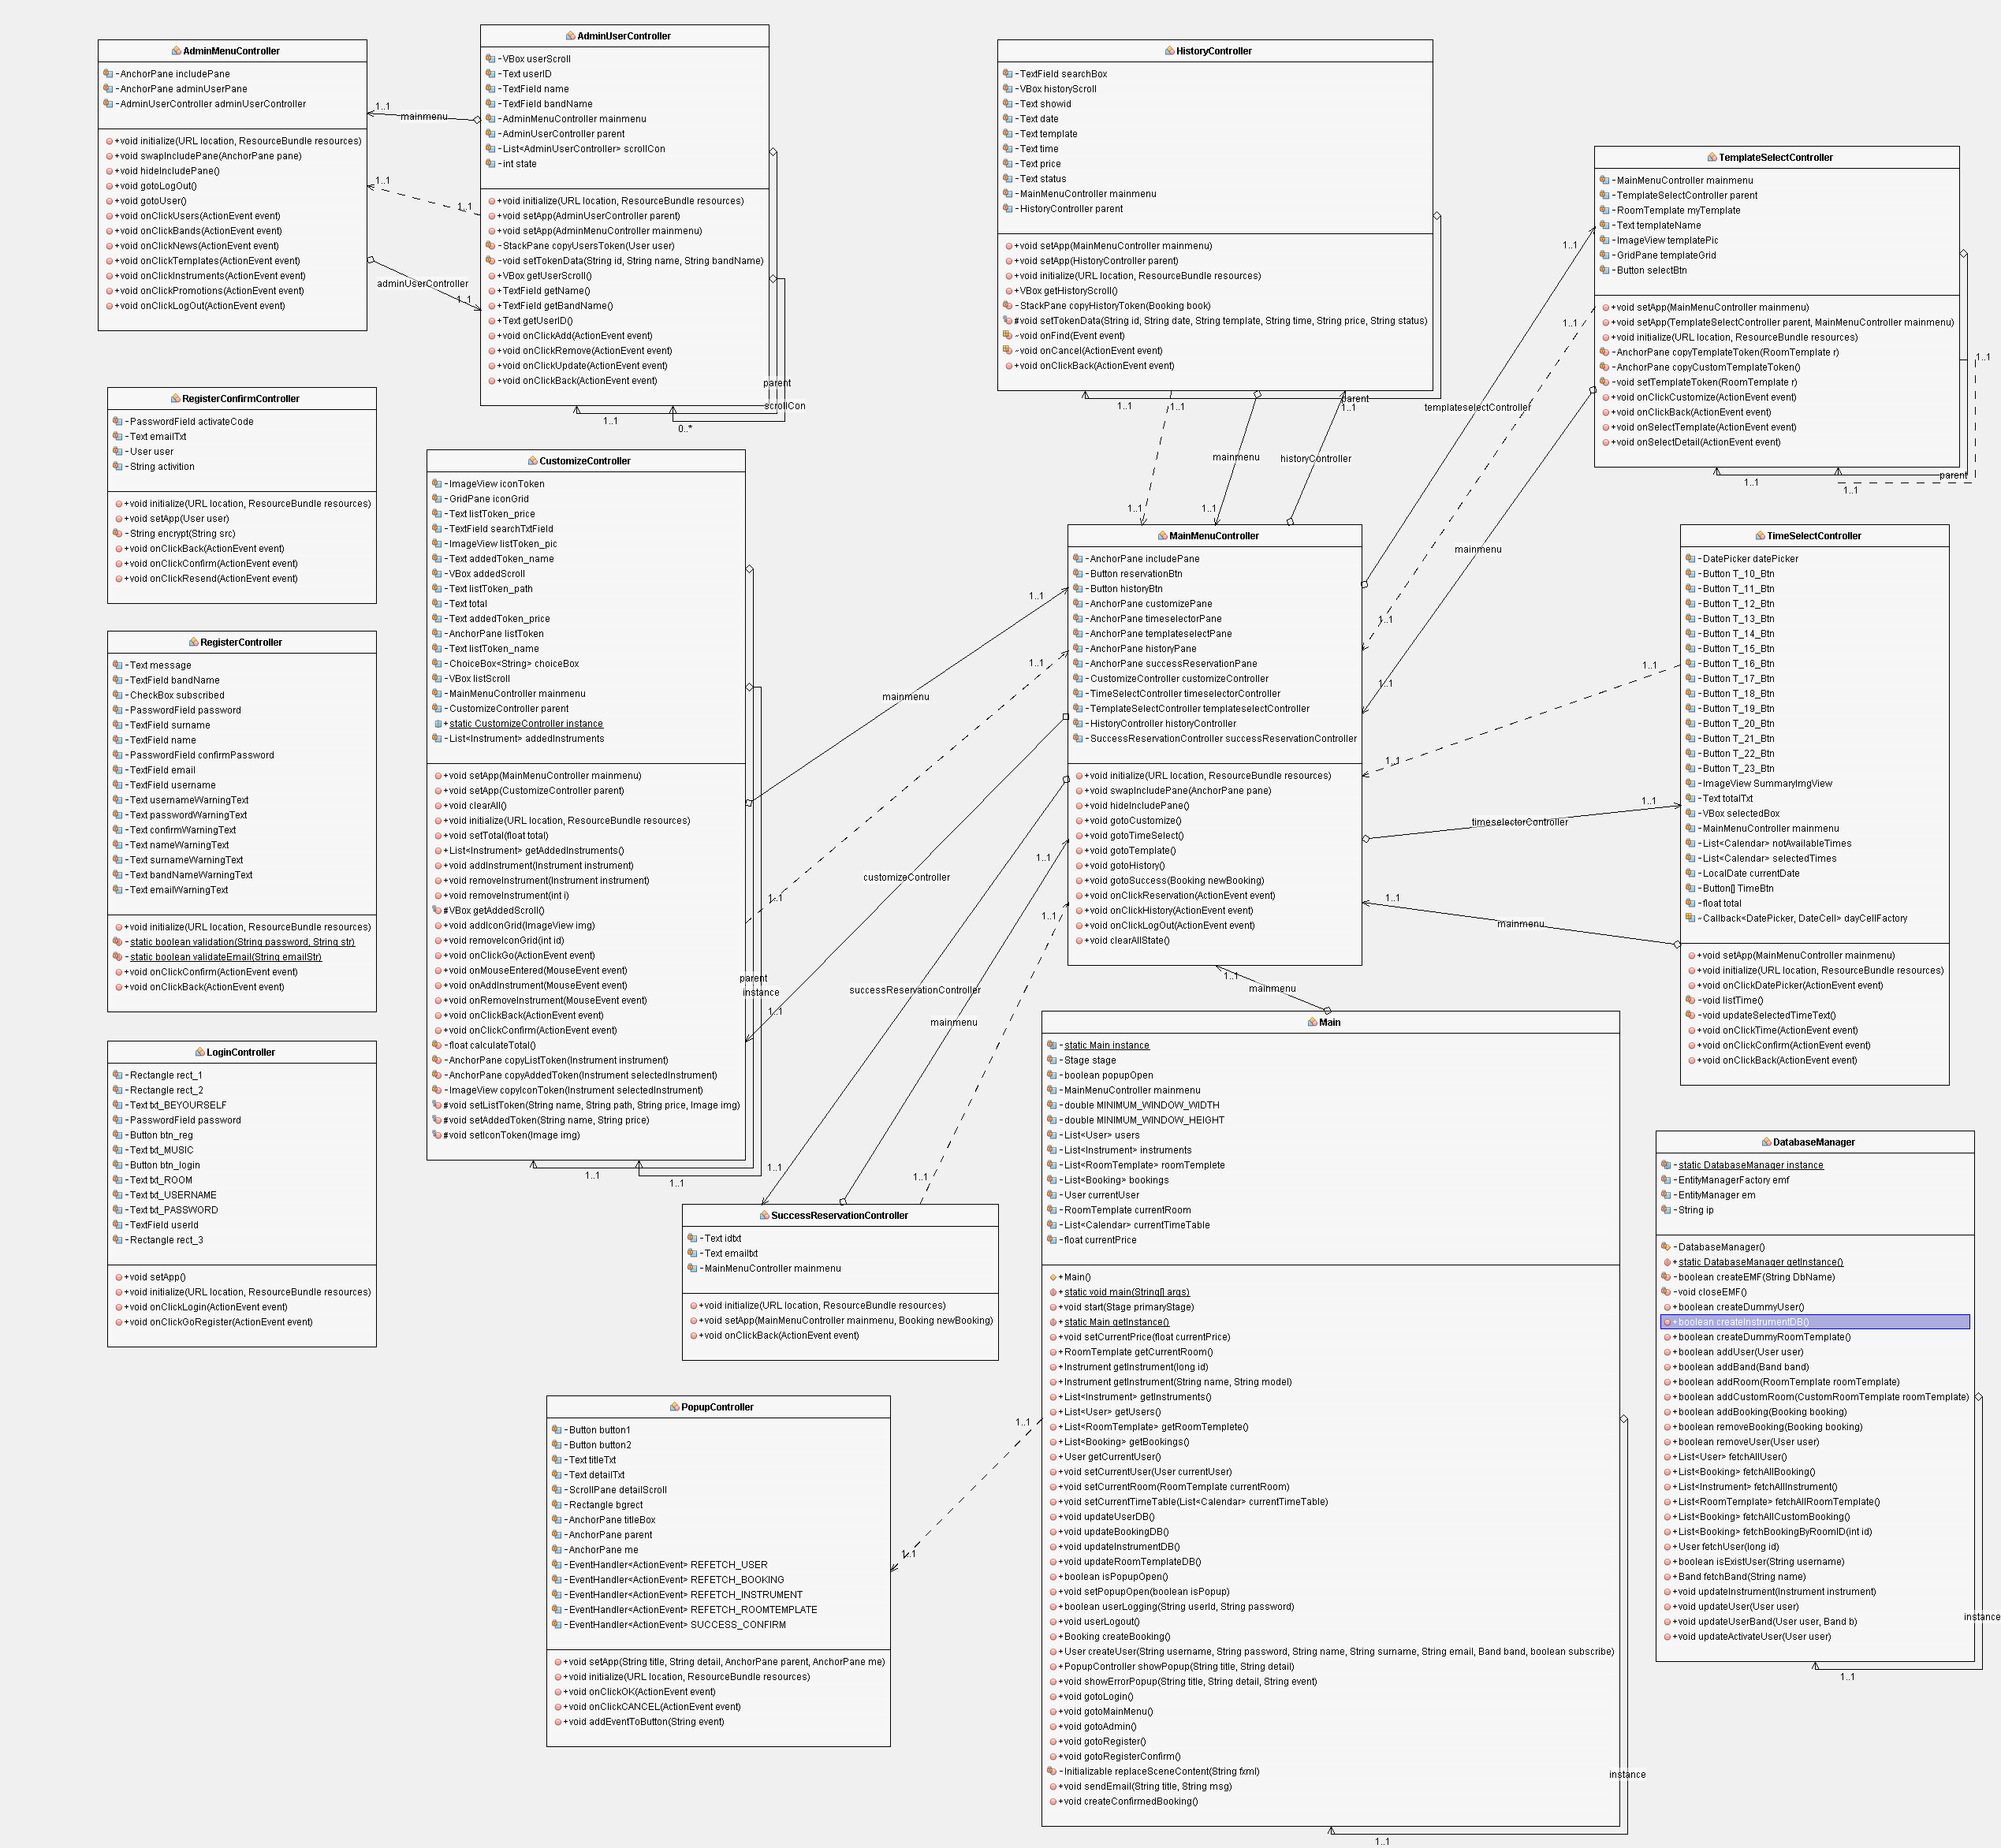 AdminMenuController
-AnchorPane includePane
-AnchorPane adminUserPane
-AdminUserController adminUserController
+void initialize(URL location, ResourceBundle resources)
+void swapIncludePane(AnchorPane pane)
+void hideIncludePane()
+void gotoLogOut()
+void gotoUser()
+void onClickUsers(ActionEvent event)
+void onClickBands(ActionEvent event)
+void onClickNews(ActionEvent event)
+void onClickTemplates(ActionEvent event)
+void onClickInstruments(ActionEvent event)
+void onClickPromotions(ActionEvent event)
+void onClickLogOut(ActionEvent event)
1..1
mainmenu
1..1
1..1
adminUserController
1..1
AdminUserController
-VBox userScroll
-Text userID
-TextField name
-TextField bandName
-AdminMenuController mainmenu
-AdminUserController parent
-List<AdminUserController> scrollCon
-int state
+void initialize(URL location, ResourceBundle resources)
+void setApp(AdminUserController parent)
+void setApp(AdminMenuController mainmenu)
-StackPane copyUsersToken(User user)
-void setTokenData(String id, String name, String bandName)
+VBox getUserScroll()
+TextField getName()
+TextField getBandName()
+Text getUserID()
+void onClickAdd(ActionEvent event)
+void onClickRemove(ActionEvent event)
+void onClickUpdate(ActionEvent event)
+void onClickBack(ActionEvent event)
parent
scrollCon
1..1
0..*
HistoryController
-TextField searchBox
-VBox historyScroll
-Text showid
-Text date
-Text template
-Text time
-Text price
-Text status
-MainMenuController mainmenu
-HistoryController parent
+void setApp(MainMenuController mainmenu)
+void setApp(HistoryController parent)
+void initialize(URL location, ResourceBundle resources)
+VBox getHistoryScroll()
-StackPane copyHistoryToken(Booking book)
#void setTokenData(String id, String date, String template, String time, String price, String status)
~void onFind(Event event)
~void onCancel(ActionEvent event)
+void onClickBack(ActionEvent event)
parent
1..1
1..1
1..1
mainmenu
historyController
1..1
1..1
TemplateSelectController
-MainMenuController mainmenu
-TemplateSelectController parent
-RoomTemplate myTemplate
-Text templateName
-ImageView templatePic
-GridPane templateGrid
-Button selectBtn
+void setApp(MainMenuController mainmenu)
+void setApp(TemplateSelectController parent, MainMenuController mainmenu)
+void initialize(URL location, ResourceBundle resources)
-AnchorPane copyTemplateToken(RoomTemplate r)
-AnchorPane copyCustomTemplateToken()
-void setTemplateToken(RoomTemplate r)
+void onClickCustomize(ActionEvent event)
+void onClickBack(ActionEvent event)
+void onSelectTemplate(ActionEvent event)
+void onSelectDetail(ActionEvent event)
1..1
1..1
1..1
templateselectController
mainmenu
parent
1..1
1..1
RegisterConfirmController
-PasswordField activateCode
-Text emailTxt
-User user
-String activition
+void initialize(URL location, ResourceBundle resources)
+void setApp(User user)
-String encrypt(String src)
+void onClickBack(ActionEvent event)
+void onClickConfirm(ActionEvent event)
+void onClickResend(ActionEvent event)
CustomizeController
-ImageView iconToken
-GridPane iconGrid
-Text listToken_price
-TextField searchTxtField
-ImageView listToken_pic
-Text addedToken_name
-VBox addedScroll
-Text listToken_path
-Text total
-Text addedToken_price
-AnchorPane listToken
-Text listToken_name
-ChoiceBox<String> choiceBox
-VBox listScroll
-MainMenuController mainmenu
-CustomizeController parent
+static CustomizeController instance
-List<Instrument> addedInstruments
+void setApp(MainMenuController mainmenu)
+void setApp(CustomizeController parent)
+void clearAll()
+void initialize(URL location, ResourceBundle resources)
+void setTotal(float total)
+List<Instrument> getAddedInstruments()
+void addInstrument(Instrument instrument)
+void removeInstrument(Instrument instrument)
+void removeInstrument(int i)
#VBox getAddedScroll()
+void addIconGrid(ImageView img)
+void removeIconGrid(int id)
+void onClickGo(ActionEvent event)
+void onMouseEntered(MouseEvent event)
+void onAddInstrument(MouseEvent event)
+void onRemoveInstrument(MouseEvent event)
+void onClickBack(ActionEvent event)
+void onClickConfirm(ActionEvent event)
-float calculateTotal()
-AnchorPane copyListToken(Instrument instrument)
-AnchorPane copyAddedToken(Instrument selectedInstrument)
-ImageView copyIconToken(Instrument selectedInstrument)
#void setListToken(String name, String path, String price, Image img)
#void setAddedToken(String name, String price)
#void setIconToken(Image img)
parent
instance
1..1
1..1
1..1
mainmenu
1..1
1..1
customizeController
1..1
successReservationController
1..1
mainmenu
1..1
1..1
1..1
MainMenuController
-AnchorPane includePane
-Button reservationBtn
-Button historyBtn
-AnchorPane customizePane
-AnchorPane timeselectorPane
-AnchorPane templateselectPane
-AnchorPane historyPane
-AnchorPane successReservationPane
-CustomizeController customizeController
-TimeSelectController timeselectorController
-TemplateSelectController templateselectController
-HistoryController historyController
-SuccessReservationController successReservationController
+void initialize(URL location, ResourceBundle resources)
+void swapIncludePane(AnchorPane pane)
+void hideIncludePane()
+void gotoCustomize()
+void gotoTimeSelect()
+void gotoTemplate()
+void gotoHistory()
+void gotoSuccess(Booking newBooking)
+void onClickReservation(ActionEvent event)
+void onClickHistory(ActionEvent event)
+void onClickLogOut(ActionEvent event)
+void clearAllState()
1..1
1..1
1..1
1..1
1..1
timeselectorController
1..1
mainmenu
1..1
mainmenu
TimeSelectController
-DatePicker datePicker
-Button T_10_Btn
-Button T_11_Btn
-Button T_12_Btn
-Button T_13_Btn
-Button T_14_Btn
-Button T_15_Btn
-Button T_16_Btn
-Button T_17_Btn
-Button T_18_Btn
-Button T_19_Btn
-Button T_20_Btn
-Button T_21_Btn
-Button T_22_Btn
-Button T_23_Btn
-ImageView SummaryImgView
-Text totalTxt
-VBox selectedBox
-MainMenuController mainmenu
-List<Calendar> notAvailableTimes
-List<Calendar> selectedTimes
-LocalDate currentDate
-Button[] TimeBtn
-float total
~Callback<DatePicker, DateCell> dayCellFactory
+void setApp(MainMenuController mainmenu)
+void initialize(URL location, ResourceBundle resources)
+void onClickDatePicker(ActionEvent event)
-void listTime()
-void updateSelectedTimeText()
+void onClickTime(ActionEvent event)
+void onClickConfirm(ActionEvent event)
+void onClickBack(ActionEvent event)
RegisterController
-Text message
-TextField bandName
-CheckBox subscribed
-PasswordField password
-TextField surname
-TextField name
-PasswordField confirmPassword
-TextField email
-TextField username
-Text usernameWarningText
-Text passwordWarningText
-Text confirmWarningText
-Text nameWarningText
-Text surnameWarningText
-Text bandNameWarningText
-Text emailWarningText
+void initialize(URL location, ResourceBundle resources)
-static boolean validation(String password, String str)
-static boolean validateEmail(String emailStr)
+void onClickConfirm(ActionEvent event)
+void onClickBack(ActionEvent event)
LoginController
-Rectangle rect_1
-Rectangle rect_2
-Text txt_BEYOURSELF
-PasswordField password
-Button btn_reg
-Text txt_MUSIC
-Button btn_login
-Text txt_ROOM
-Text txt_USERNAME
-Text txt_PASSWORD
-TextField userId
-Rectangle rect_3
+void setApp()
+void initialize(URL location, ResourceBundle resources)
+void onClickLogin(ActionEvent event)
+void onClickGoRegister(ActionEvent event)
SuccessReservationController
-Text idtxt
-Text emailtxt
-MainMenuController mainmenu
+void initialize(URL location, ResourceBundle resources)
+void setApp(MainMenuController mainmenu, Booking newBooking)
+void onClickBack(ActionEvent event)
PopupController
-Button button1
-Button button2
-Text titleTxt
-Text detailTxt
-ScrollPane detailScroll
-Rectangle bgrect
-AnchorPane titleBox
-AnchorPane parent
-AnchorPane me
-EventHandler<ActionEvent> REFETCH_USER
-EventHandler<ActionEvent> REFETCH_BOOKING
-EventHandler<ActionEvent> REFETCH_INSTRUMENT
-EventHandler<ActionEvent> REFETCH_ROOMTEMPLATE
-EventHandler<ActionEvent> SUCCESS_CONFIRM
+void setApp(String title, String detail, AnchorPane parent, AnchorPane me)
+void initialize(URL location, ResourceBundle resources)
+void onClickOK(ActionEvent event)
+void onClickCANCEL(ActionEvent event)
+void addEventToButton(String event)
1..1
1..1
Main
-static Main instance
-Stage stage
-boolean popupOpen
-MainMenuController mainmenu
-double MINIMUM_WINDOW_WIDTH
-double MINIMUM_WINDOW_HEIGHT
-List<User> users
-List<Instrument> instruments
-List<RoomTemplate> roomTemplete
-List<Booking> bookings
-User currentUser
-RoomTemplate currentRoom
-List<Calendar> currentTimeTable
-float currentPrice
+Main()
+static void main(String[] args)
+void start(Stage primaryStage)
+static Main getInstance()
+void setCurrentPrice(float currentPrice)
+RoomTemplate getCurrentRoom()
+Instrument getInstrument(long id)
+Instrument getInstrument(String name, String model)
+List<Instrument> getInstruments()
+List<User> getUsers()
+List<RoomTemplate> getRoomTemplete()
+List<Booking> getBookings()
+User getCurrentUser()
+void setCurrentUser(User currentUser)
+void setCurrentRoom(RoomTemplate currentRoom)
+void setCurrentTimeTable(List<Calendar> currentTimeTable)
+void updateUserDB()
+void updateBookingDB()
+void updateInstrumentDB()
+void updateRoomTemplateDB()
+boolean isPopupOpen()
+void setPopupOpen(boolean isPopup)
+boolean userLogging(String userId, String password)
+void userLogout()
+Booking createBooking()
+User createUser(String username, String password, String name, String surname, String email, Band band, boolean subscribe)
+PopupController showPopup(String title, String detail)
+void showErrorPopup(String title, String detail, String event)
+void gotoLogin()
+void gotoMainMenu()
+void gotoAdmin()
+void gotoRegister()
+void gotoRegisterConfirm()
-Initializable replaceSceneContent(String fxml)
+void sendEmail(String title, String msg)
+void createConfirmedBooking()
instance
1..1
DatabaseManager
-static DatabaseManager instance
-EntityManagerFactory emf
-EntityManager em
-String ip
-DatabaseManager()
+static DatabaseManager getInstance()
-boolean createEMF(String DbName)
-void closeEMF()
+boolean createDummyUser()
+boolean createInstrumentDB()
+boolean createDummyRoomTemplate()
+boolean addUser(User user)
+boolean addBand(Band band)
+boolean addRoom(RoomTemplate roomTemplate)
+boolean addCustomRoom(CustomRoomTemplate roomTemplate)
+boolean addBooking(Booking booking)
+boolean removeBooking(Booking booking)
+boolean removeUser(User user)
+List<User> fetchAllUser()
+List<Booking> fetchAllBooking()
+List<Instrument> fetchAllInstrument()
+List<RoomTemplate> fetchAllRoomTemplate()
+List<Booking> fetchAllCustomBooking()
+List<Booking> fetchBookingByRoomID(int id)
+User fetchUser(long id)
+boolean isExistUser(String username)
+Band fetchBand(String name)
+void updateInstrument(Instrument instrument)
+void updateUser(User user)
+void updateUserBand(User user, Band b)
+void updateActivateUser(User user)
instance
1..1